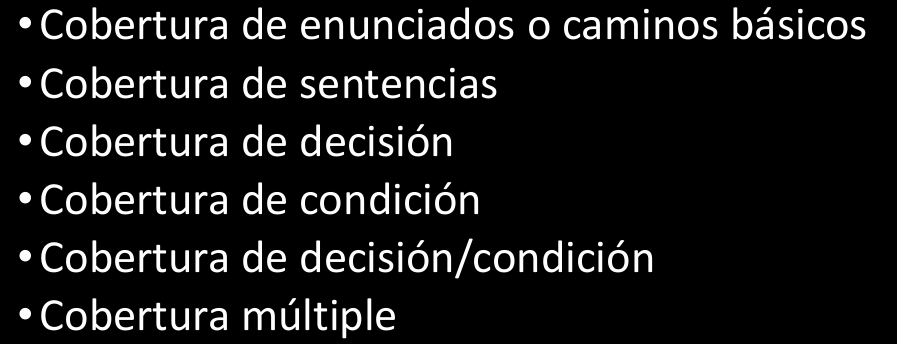 • Cobertura de enunciados o caminos básicos
• Cobertura de sentencias
• Cobertura de decisión
• Cobertura de condición
• Cobertura de decisión/condición
• Cobertura múltiple